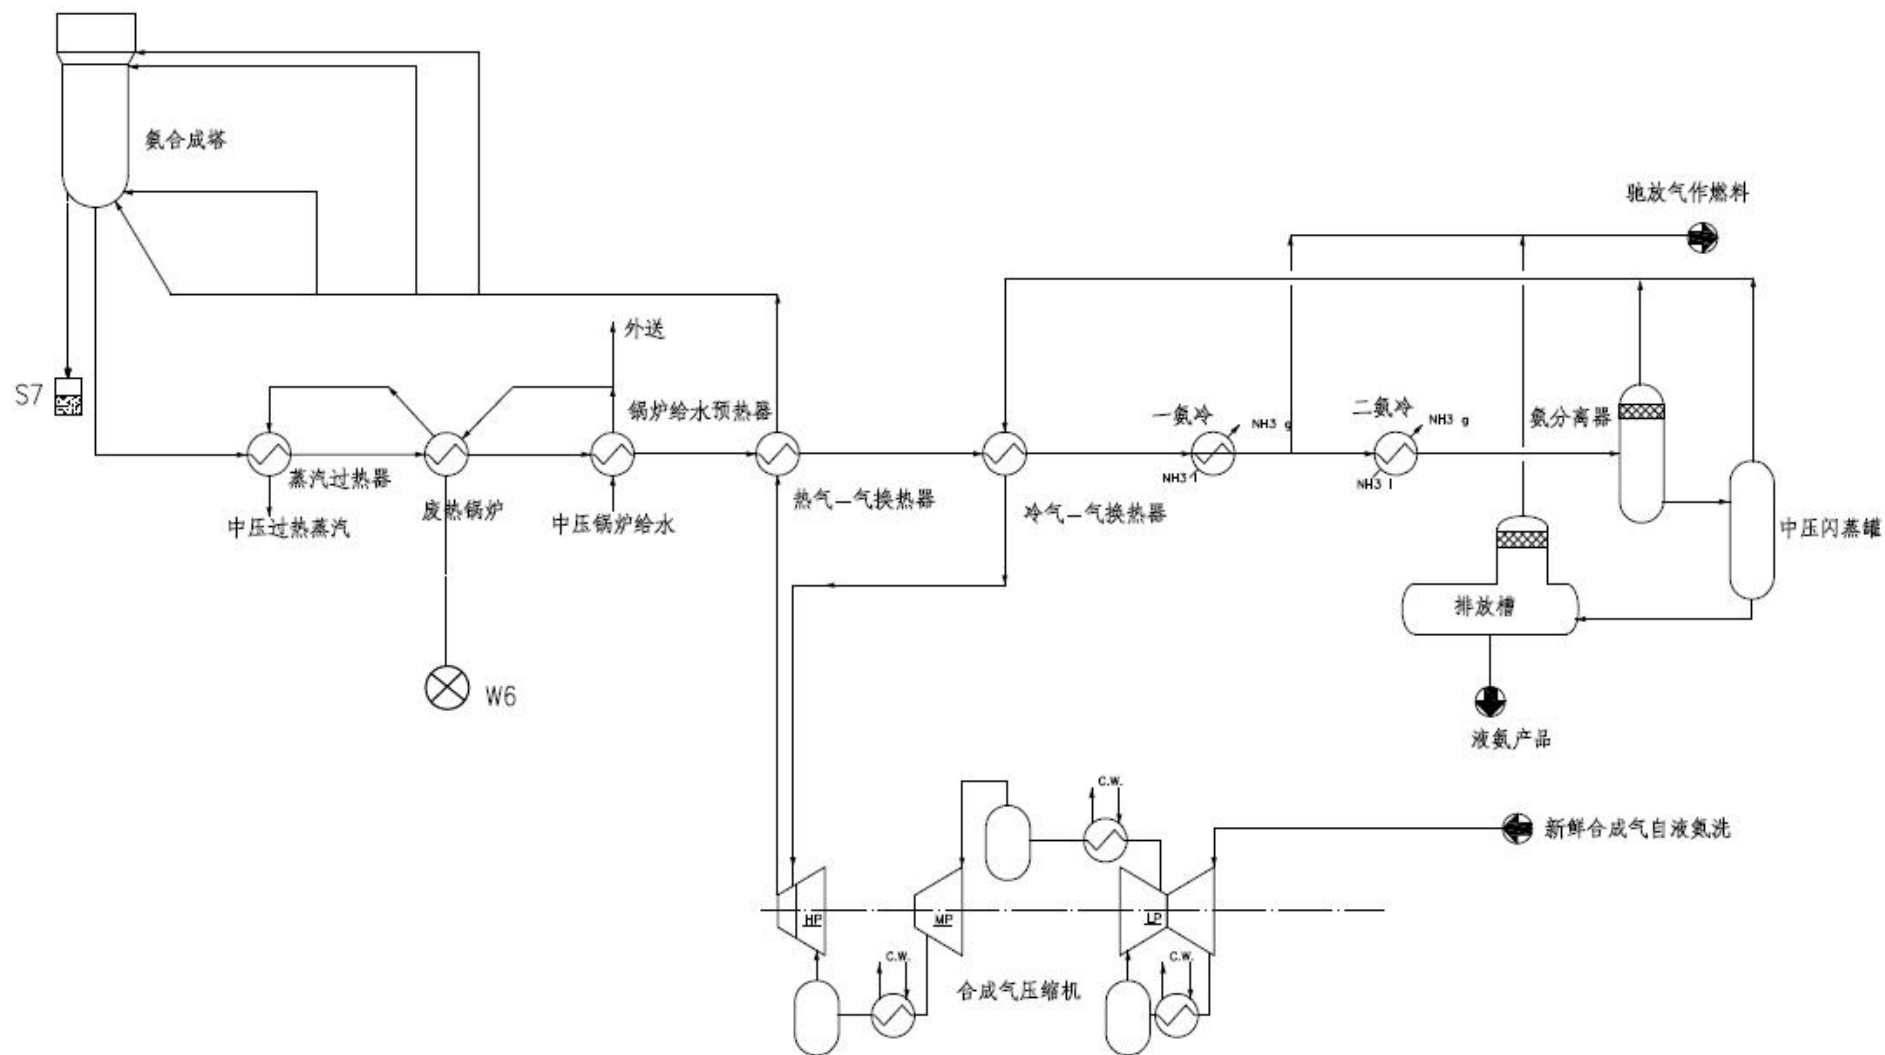 氨合成塔
驰放气作燃料
外送
S7
锅炉给水预热器
一氨冷
NH3 g
二氨冷
NH3 g
氨分离器
蒸汽过热器
NH3 l
NH3 l
废热锅炉
热气—气换热器
冷气—气换热器
中压过热蒸汽
中压锅炉给水
中压闪蒸罐
排放槽
W6
液氨产品
C.W.
新鲜合成气自液氮洗
HP
MP
LP
C.W.
C.W.
合成气压缩机